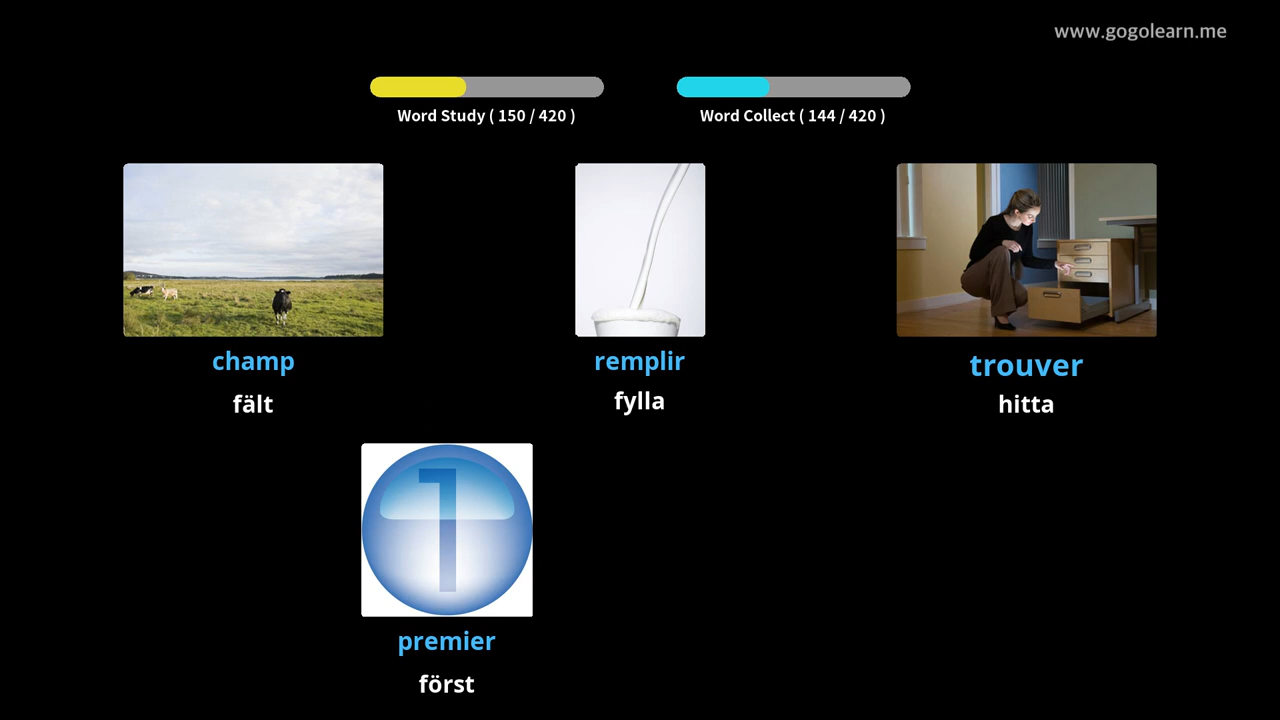 www.gogolearn.me
Word Study ( 150 / 420 )
Word Collect ( 144 / 420 )
champ
remplir
trouver
fält
fylla
hitta
1
premier
först